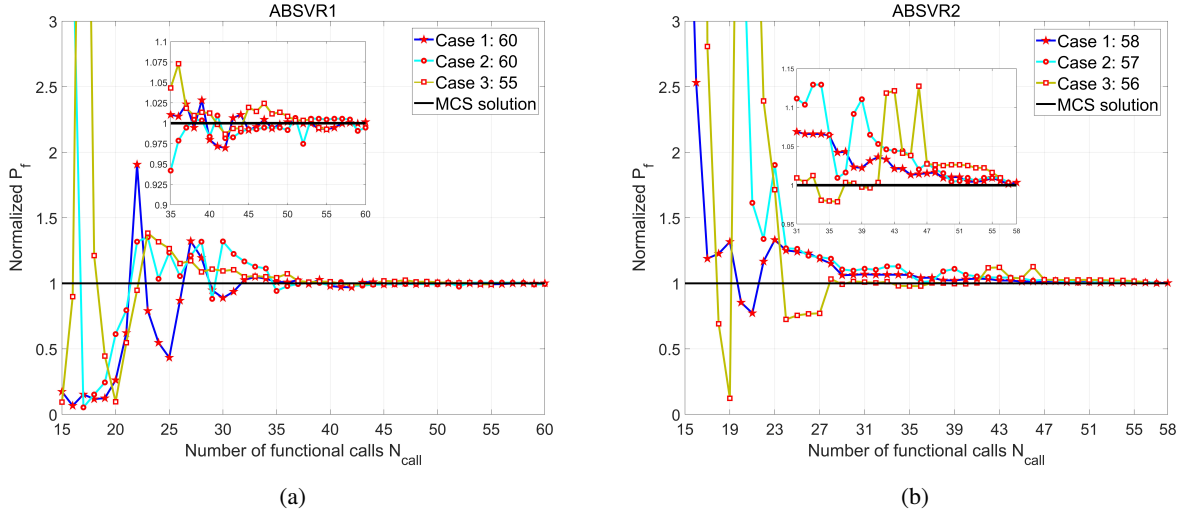 ABSVR1
Normalized P_f
3
2.5
2
1.5
1
0.5
0
15 20 25 30 35 40 45 50 55 60
Number of functional calls N_call
Case 1: 60
Case 2: 60
Case 3: 55
MCS solution
1.1
1.075
1.05
1.025
1
0.975
0.95
0.925
0.9
35 40 45 50 55 60
(a)
ABSVR2
Normalized P_f
3
2.5
2
1.5
1
0.5
0
15 19 23 27 31 35 39 43 47 51 55 58
Number of functional calls N_call
Case 1: 58
Case 2: 57
Case 3: 56
MCS solution
1.15
1.1
1.05
1
0.95
31 35 39 43 47 51 55 58
(b)